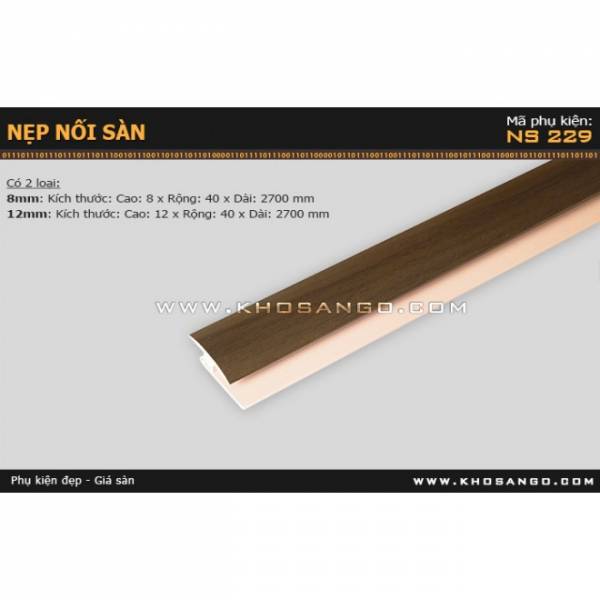 NẸP NỐI SÀN
Mã phụ kiện:
NS 229
Có 2 loại:
8mm: Kích thước: Cao: 8 x Rộng: 40 x Dài: 2700 mm
12mm: Kích thước: Cao: 12 x Rộng: 40 x Dài: 2700 mm
WWW.KHOSANGO.COM
Phụ kiện đẹp - Giá sàn
WWW.KHOSANGO.COM